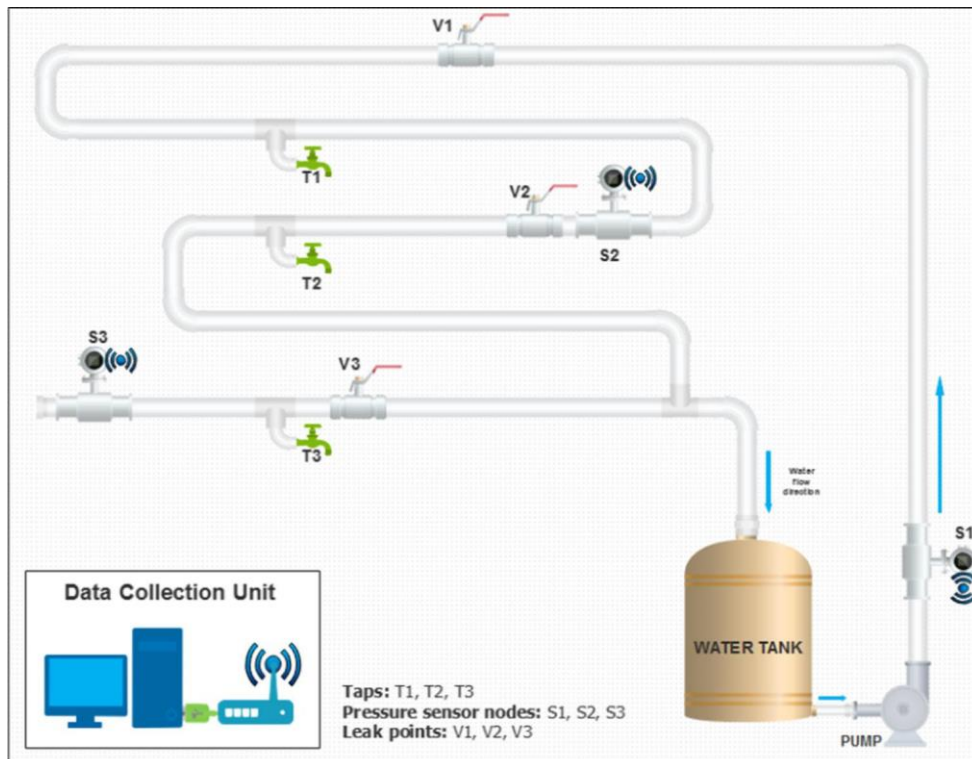 V1
T1
V2
S2
T2
S3
V3
T3
Water
flow
direction
S1
Data Collection Unit
WATER TANK
Taps: T1, T2, T3
Pressure sensor nodes: S1, S2, S3
Leak points: V1, V2, V3
PUMP